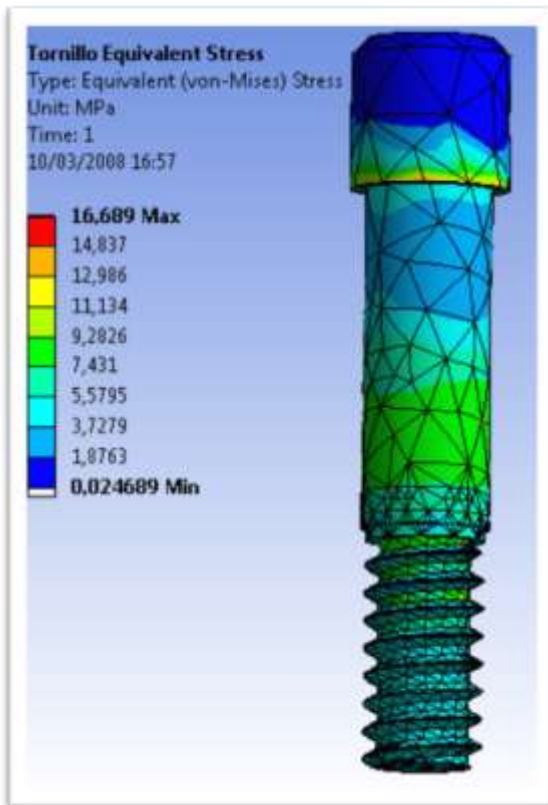 Tornillo Equivalent Stress
Type: Equivalent (von-Mises) Stress
Unit: MPa
Time: 1
10/03/2008 16:57
16,689 Max
14,837
12,986
11,134
9,2826
7,431
5,5795
3,7279
1,8763
0,024689 Min